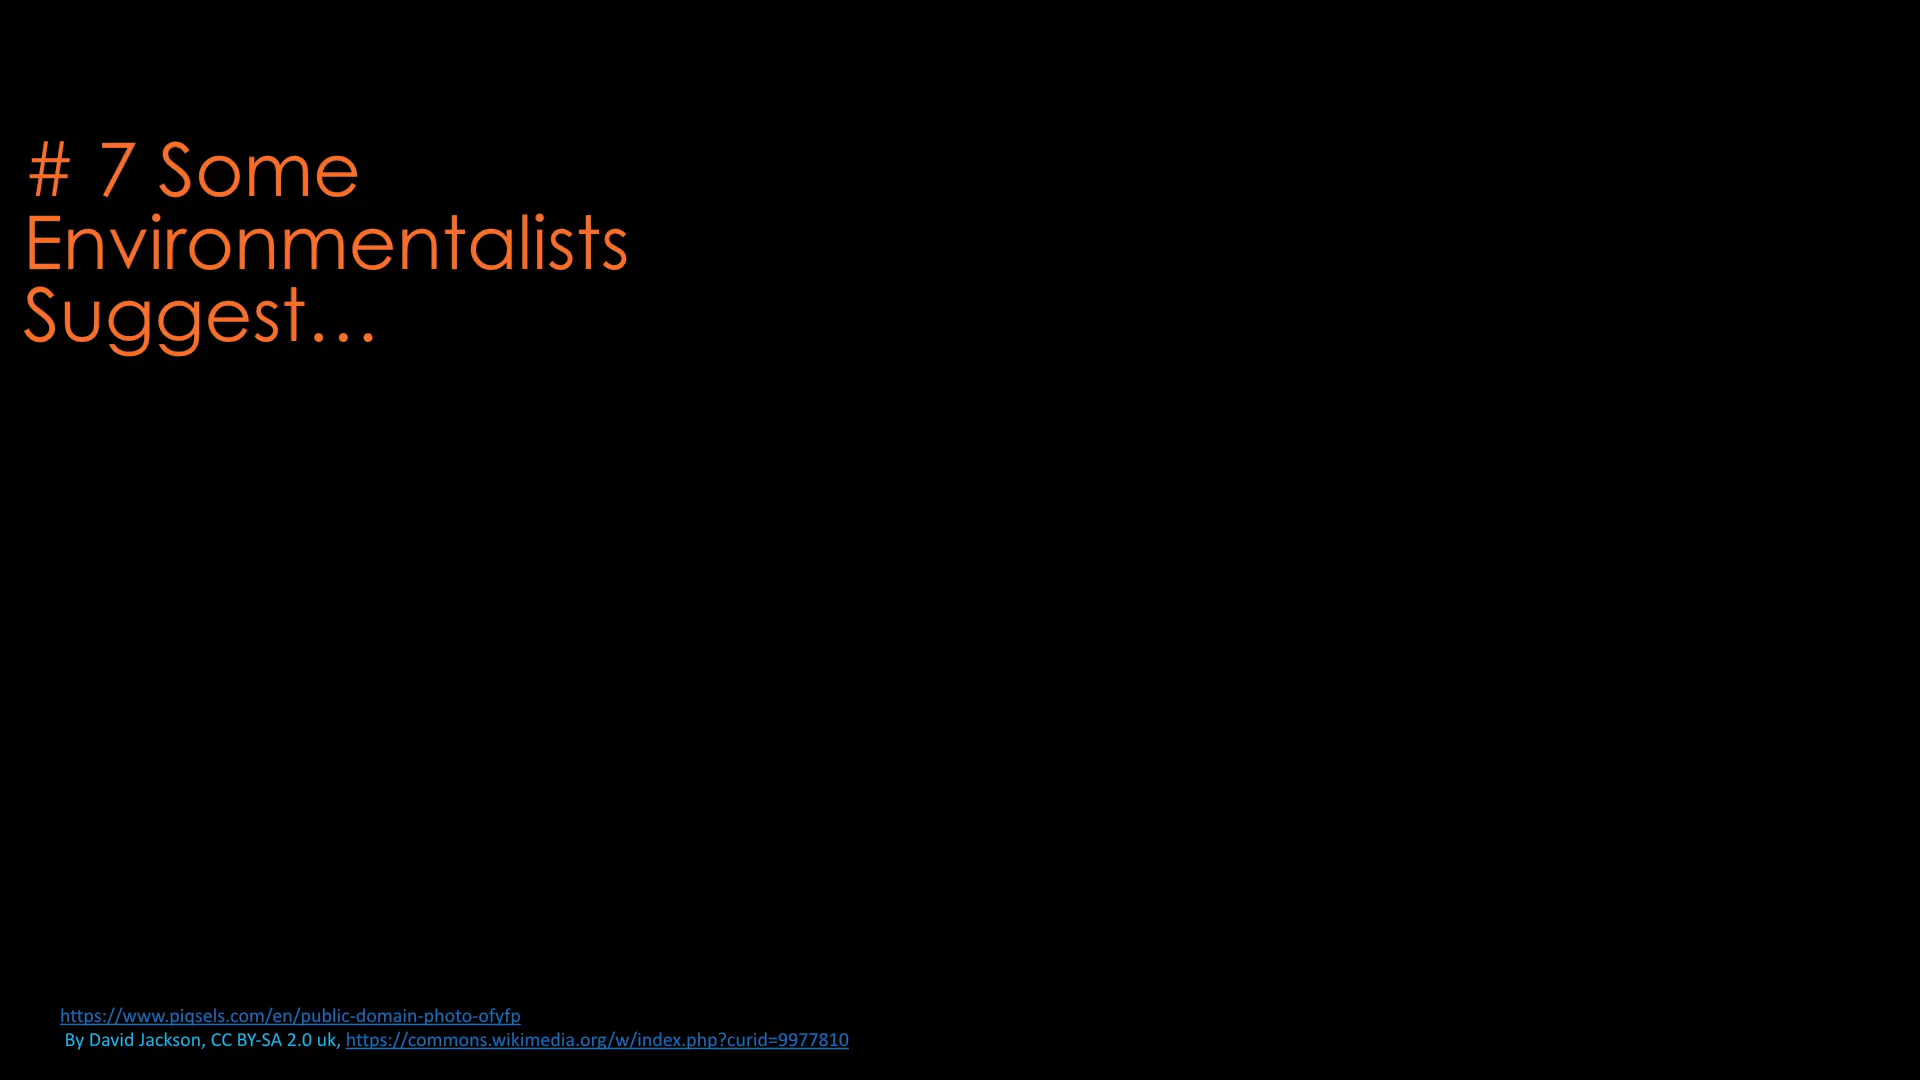 # 7 Some
Environmentalists
Suggest…
https://www.piqsels.com/en/public-domain-photo-ofyfp
By David Jackson, CC BY-SA 2.0 uk, https://commons.wikimedia.org/w/index.php?curid=9977810